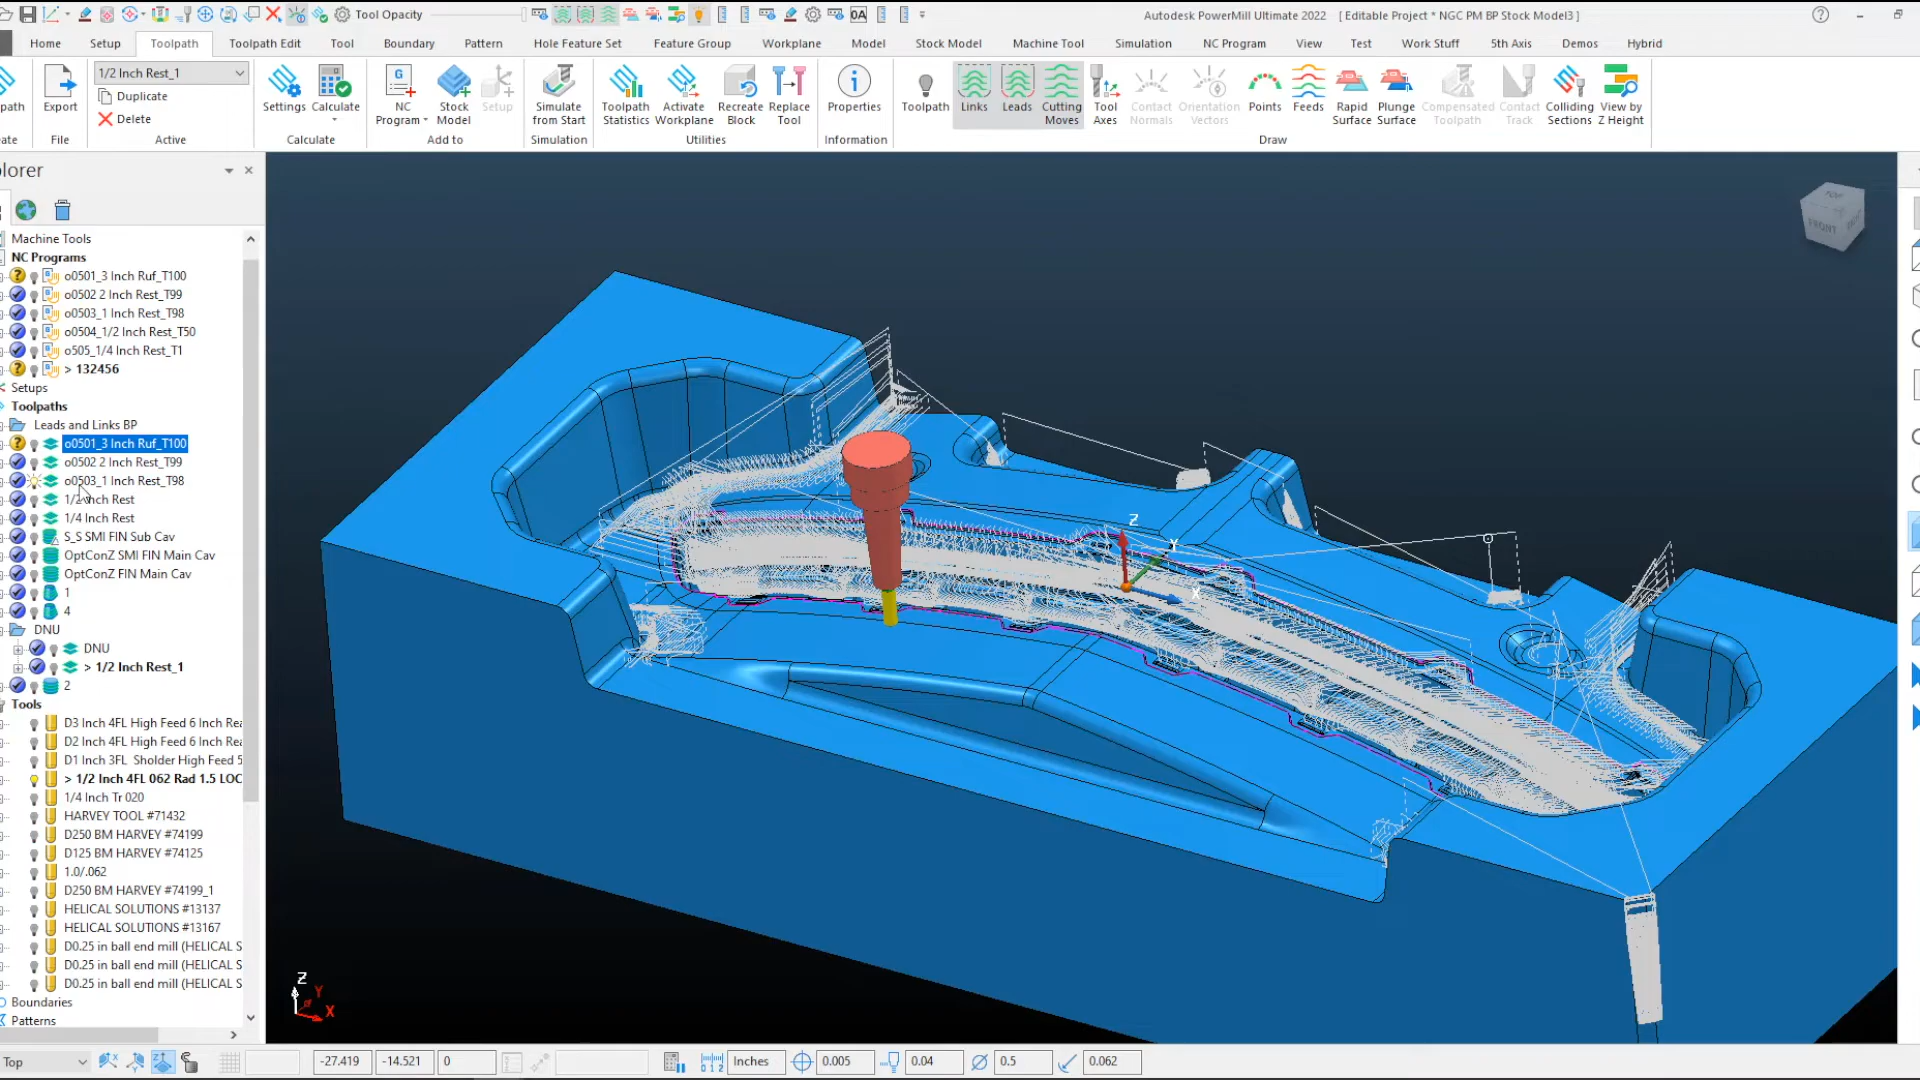 Tool Opacity
Autodesk PowerMill Ultimate 2022 [ Editable Project * NGC PM BP Stock Model3 ]
Home Setup Toolpath Toolpath Edit Tool Boundary Pattern Hole Feature Set Feature Group Workplane Model Stock Model Machine Tool Simulation NC Program View Test Work Stuff 5th Axis Demos Hybrid
1/2 Inch Rest_1
Duplicate
Delete
path Export Settings Calculate NC Program Stock Model Setup Simulate from Start Toolpath Statistics Activate Workplane Recreate Block Replace Tool Properties Toolpath Links Leads Cutting Moves Tool Axes Contact Normals Orientation Vectors Points Feeds Rapid Surface Plunge Surface Compensated Toolpath Contact Track Colliding Sections View by Z Height
ate File Active Calculate Add to Simulation Utilities Information Draw
plorer
Machine Tools
NC Programs
o0501_3 Inch Ruf_T100
o0502 2 Inch Rest_T99
o0503_1 Inch Rest_T98
o0504_1/2 Inch Rest_T50
o505_1/4 Inch Rest_T1
> 132456
Setups
Toolpaths
Leads and Links BP
o0501_3 Inch Ruf_T100
o0502 2 Inch Rest_T99
o0503_1 Inch Rest_T98
1/2 Inch Rest
1/4 Inch Rest
S_S SMI FIN Sub Cav
OptConZ SMI FIN Main Cav
OptConZ FIN Main Cav
1
4
DNU
DNU
> 1/2 Inch Rest_1
2
Tools
D3 Inch 4FL High Feed 6 Inch Rea
D2 Inch 4FL High Feed 6 Inch Rea
D1 Inch 3FL Sholder High Feed 5
> 1/2 Inch 4FL 062 Rad 1.5 LOC
1/4 Inch Tr 020
HARVEY TOOL #71432
D250 BM HARVEY #74199
D125 BM HARVEY #74125
1.0/.062
D250 BM HARVEY #74199_1
HELICAL SOLUTIONS #13137
HELICAL SOLUTIONS #13167
D0.25 in ball end mill (HELICAL S
D0.25 in ball end mill (HELICAL S
D0.25 in ball end mill (HELICAL S
Boundaries
Patterns
TOP
FRONT
Z
Y
X
Z
Y
X
Top -27.419 -14.521 0 Inches 0.005 0.04 0.5 0.062